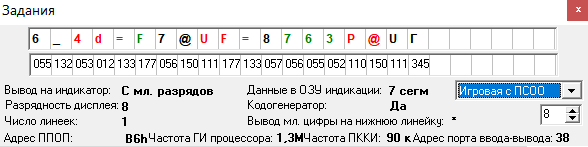 Задания
6 _ 4 d = F 7 @ U F = 8 7 6 3 P @ U Г
055 132 053 012 133 177 056 150 111 177 133 057 056 055 052 110 150 111 345
Вывод на индикатор: С мл. разрядов Данные в ОЗУ индикации: 7 сегм Игровая с ПСОО
Разрядность дисплея: 8 Кодогенератор: Да
Число линеек: 1 Вывод мл. цифры на нижнюю линейку: * 8
Адрес ППОП: В6h Частота ГИ процессора: 1,3М Частота ПККИ: 90 к Адрес порта ввода-вывода: 38